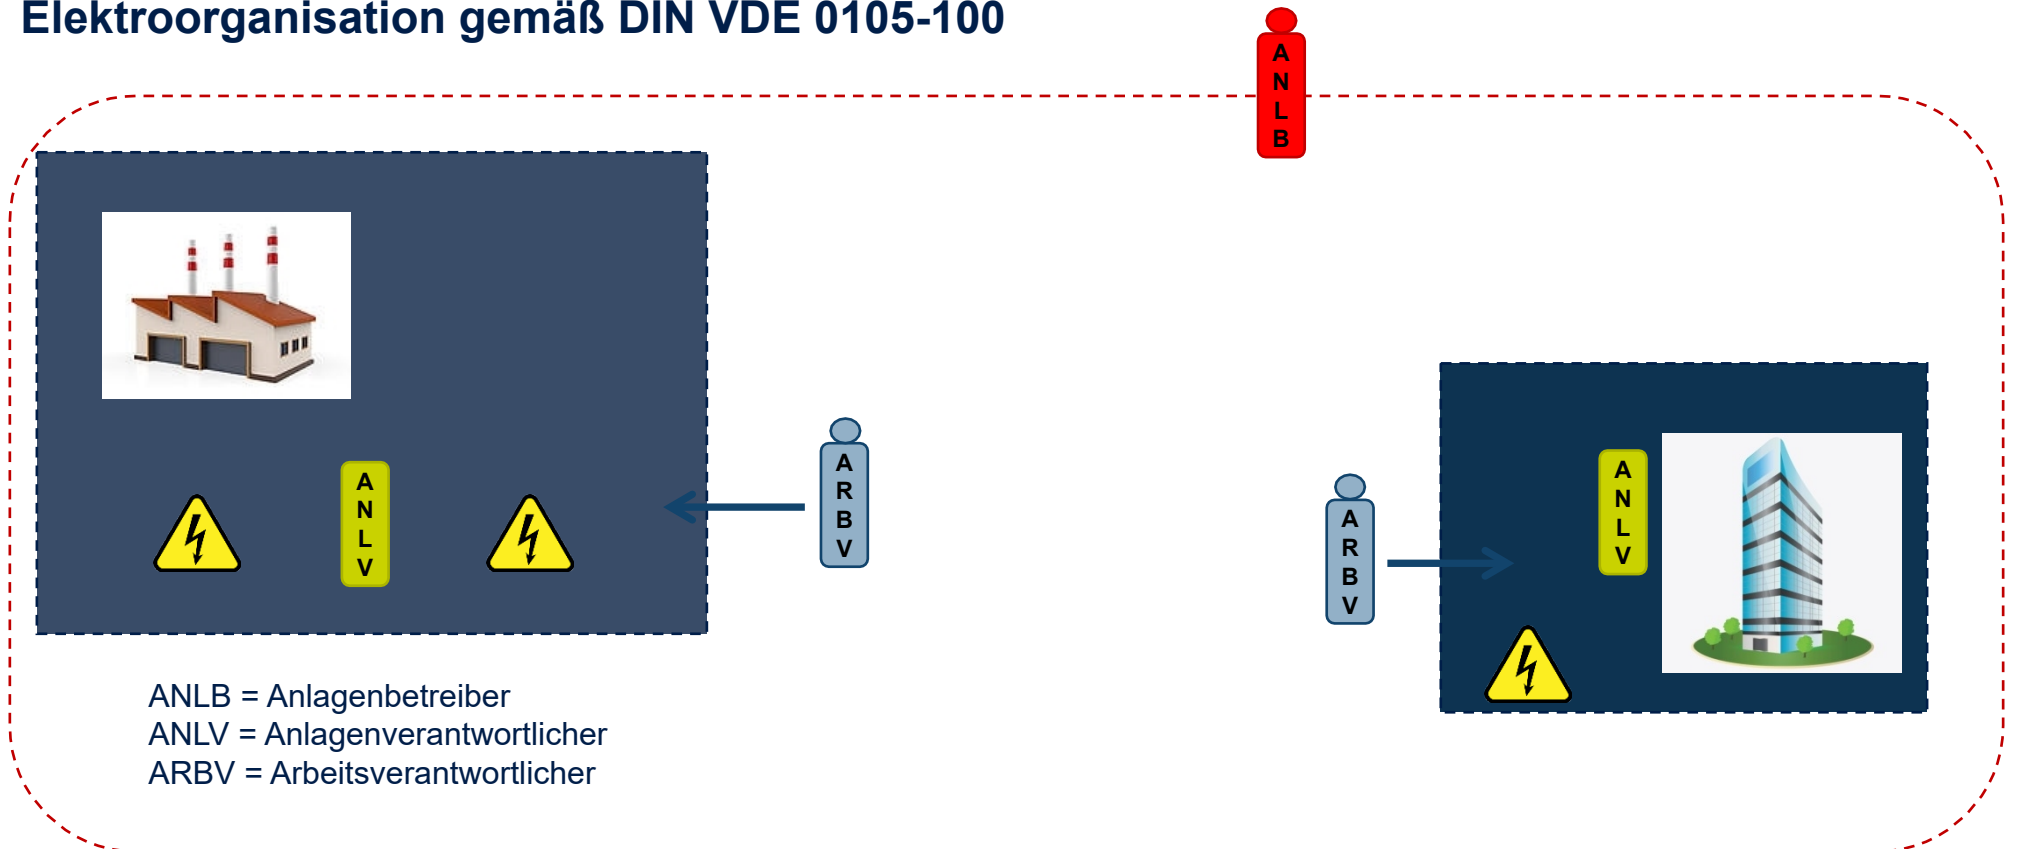 Elektroorganisation gemäß DIN VDE 0105-100
A
N
L
B
A
N
L
V
A
R
B
V
A
R
B
V
A
N
L
V
ANLB = Anlagenbetreiber
ANLV = Anlagenverantwortlicher
ARBV = Arbeitsverantwortlicher